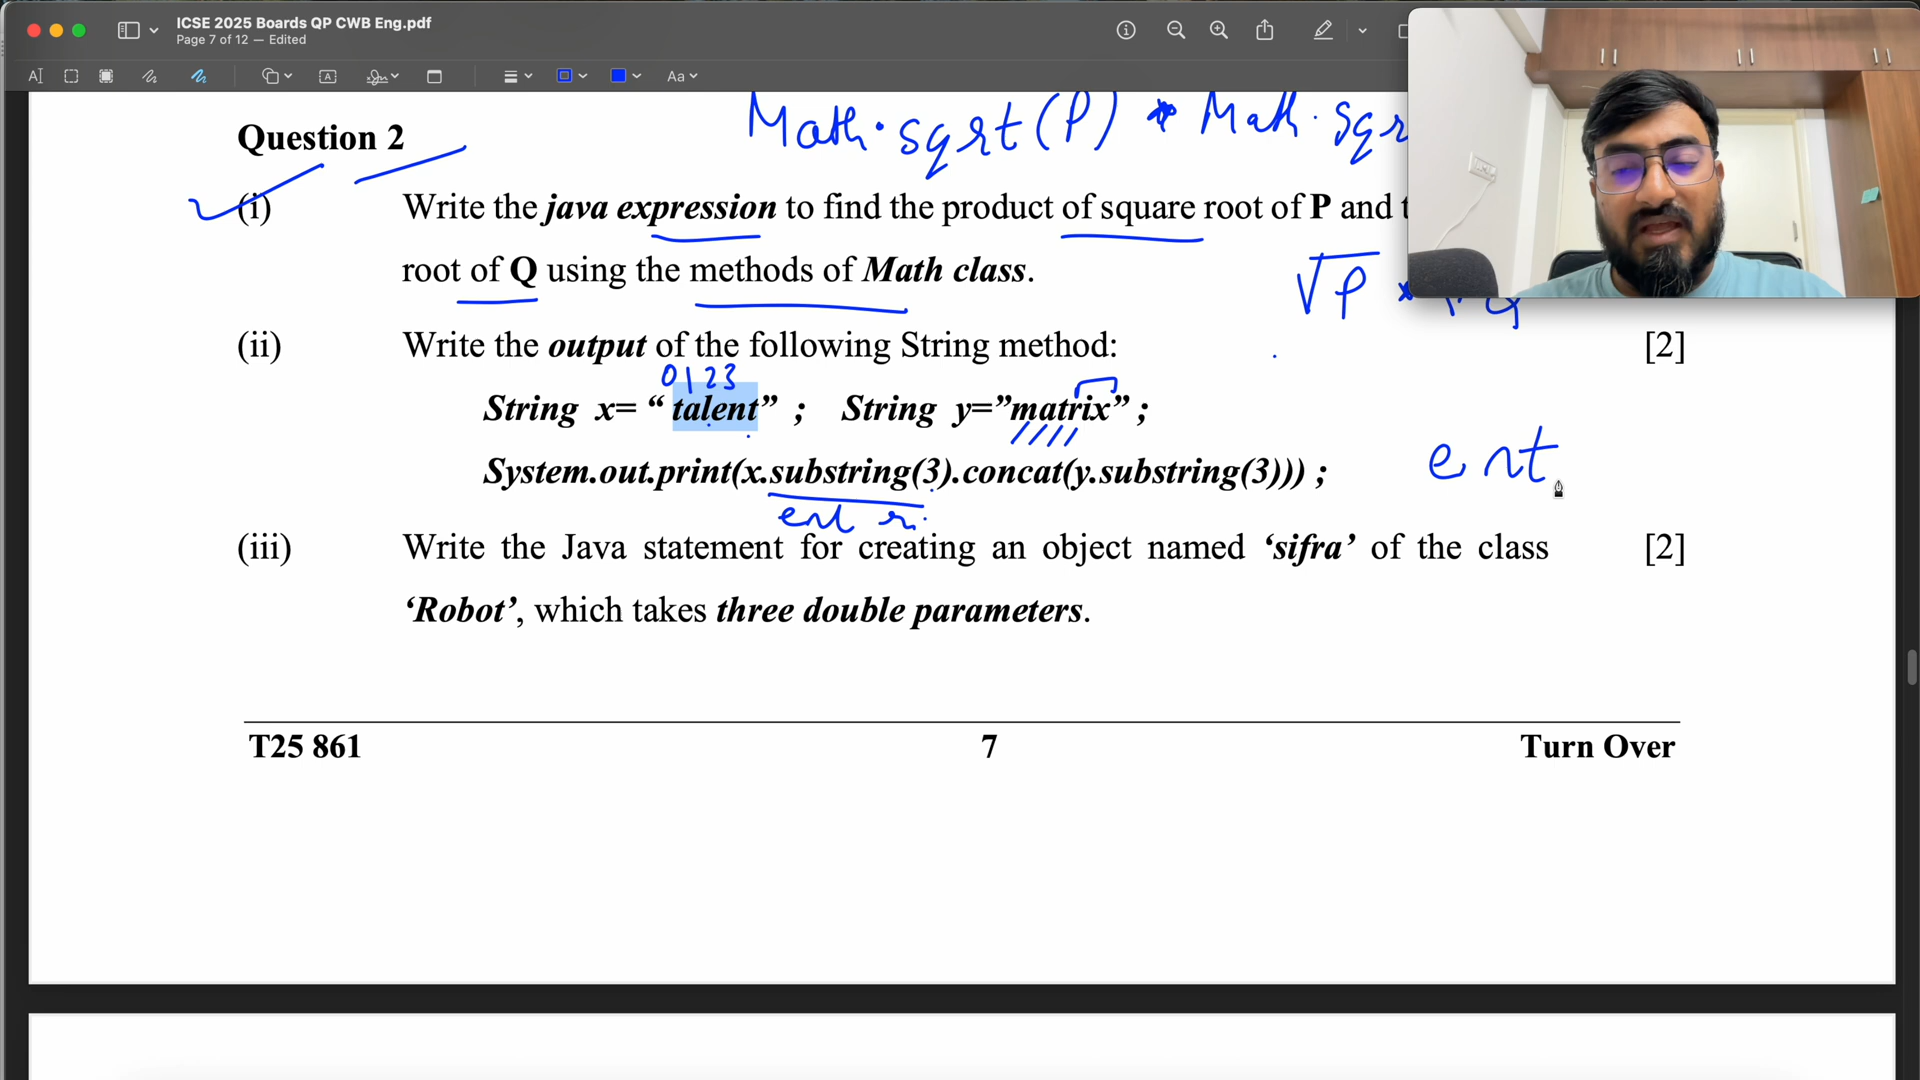 ICSE 2025 Boards QP CWB Eng.pdf
Page 7 of 12 — Edited
Aa
Math.sqrt(P) * Math.sqr
Question 2
(i) Write the java expression to find the product of square root of P and t
root of Q using the methods of Math class.
√P *
(ii) Write the output of the following String method: [2]
0123
String x= “talent” ; String y=”matrix” ;
System.out.print(x.substring(3).concat(y.substring(3))) ;
ent
ent
(iii) Write the Java statement for creating an object named ‘sifra’ of the class [2]
‘Robot’, which takes three double parameters.
T25 861 7 Turn Over